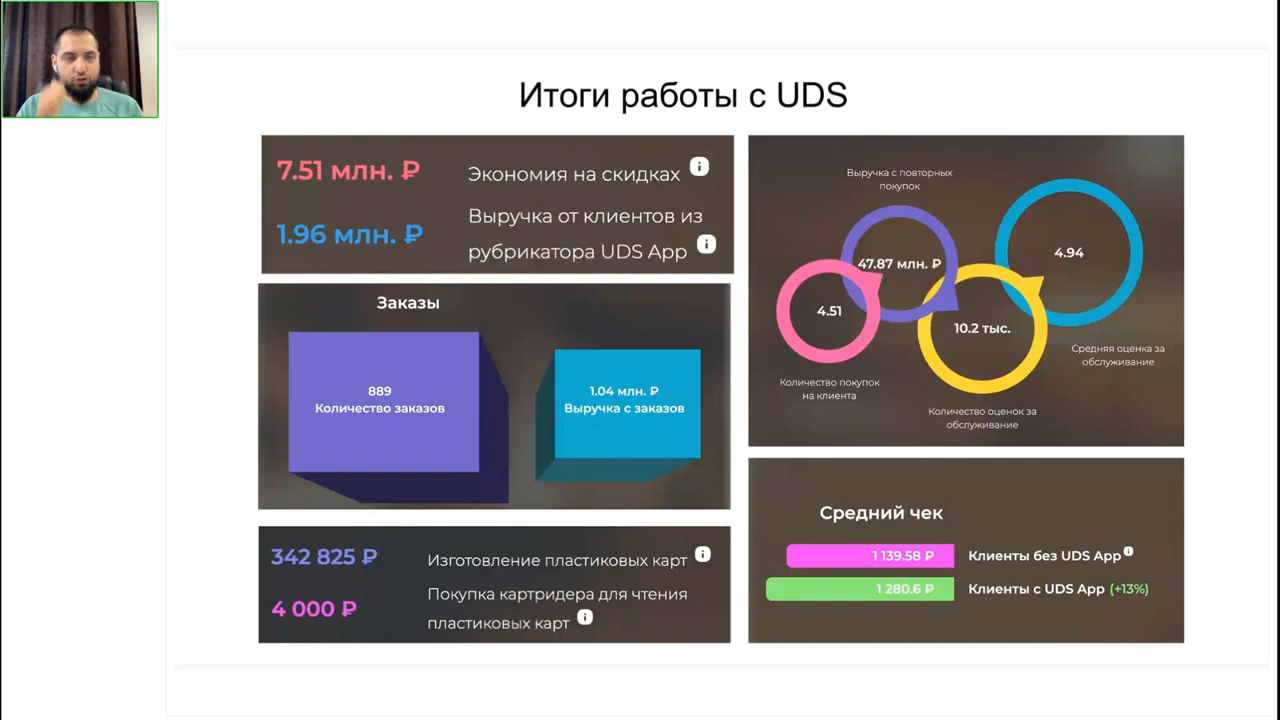 Итоги работы с UDS
7.51 млн. ₽
Экономия на скидках
1.96 млн. ₽
Выручка от клиентов из
рубрикатора UDS App
Заказы
889
Количество заказов
1.04 млн. ₽
Выручка с заказов
342 825 ₽
Изготовление пластиковых карт
4 000 ₽
Покупка картридера для чтения
пластиковых карт
Выручка с повторных
покупок
47.87 млн. ₽
4.94
4.51
10.2 тыс.
Средняя оценка за
обслуживание
Количество покупок
на клиента
Количество оценок за
обслуживание
Средний чек
1 139.58 ₽
Клиенты без UDS App
1 280.6 ₽
Клиенты с UDS App (+13%)